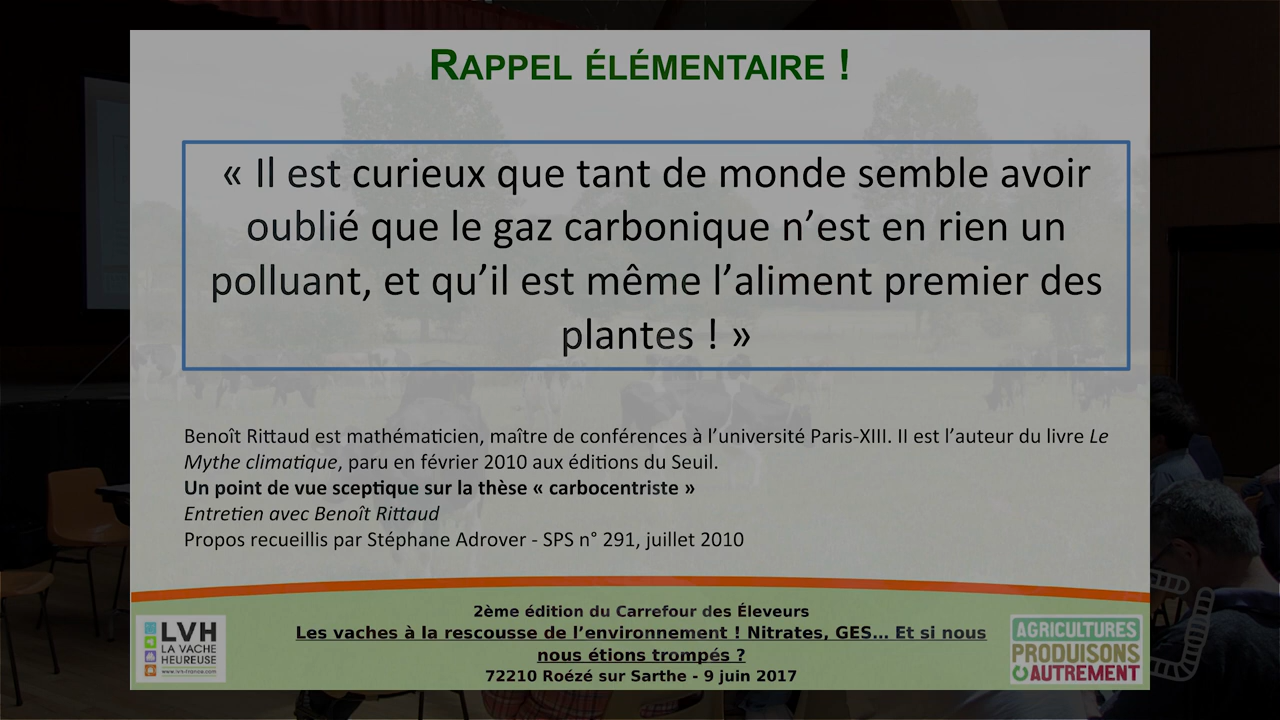 RAPPEL ÉLÉMENTAIRE !
« Il est curieux que tant de monde semble avoir
oublié que le gaz carbonique n’est en rien un
polluant, et qu’il est même l’aliment premier des
plantes ! »
Benoît Rittaud est mathématicien, maître de conférences à l’université Paris-XIII. Il est l’auteur du livre Le
Mythe climatique, paru en février 2010 aux éditions du Seuil.
Un point de vue sceptique sur la thèse « carbocentriste »
Entretien avec Benoît Rittaud
Propos recueillis par Stéphane Adrover - SPS n° 291, juillet 2010
2ème édition du Carrefour des Éleveurs
Les vaches à la rescousse de l’environnement ! Nitrates, GES… Et si nous
nous étions trompés ?
72210 Roézé sur Sarthe - 9 juin 2017
LVH
LA VACHE
HEUREUSE
www.lvh-france.com
AGRICULTURES
PRODUISONS
AUTREMENT